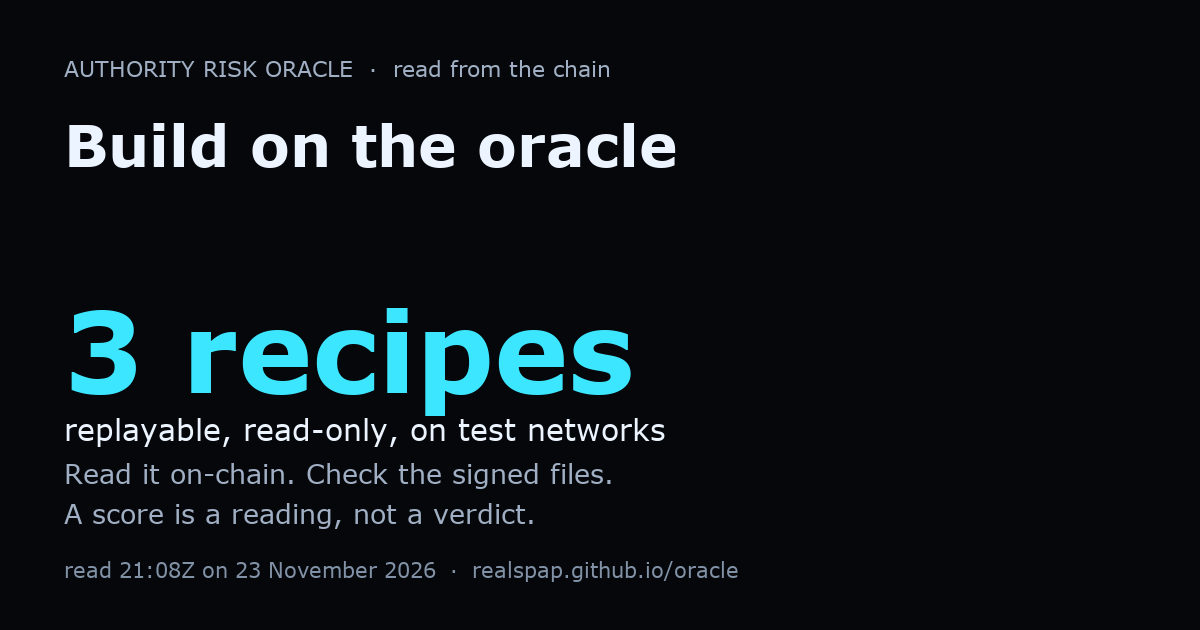 AUTHORITY RISK ORACLE · read from the chain
Build on the oracle
3 recipes
replayable, read-only, on test networks
Read it on-chain. Check the signed files.
A score is a reading, not a verdict.
read 21:08Z on 23 November 2026 · realspap.github.io/oracle